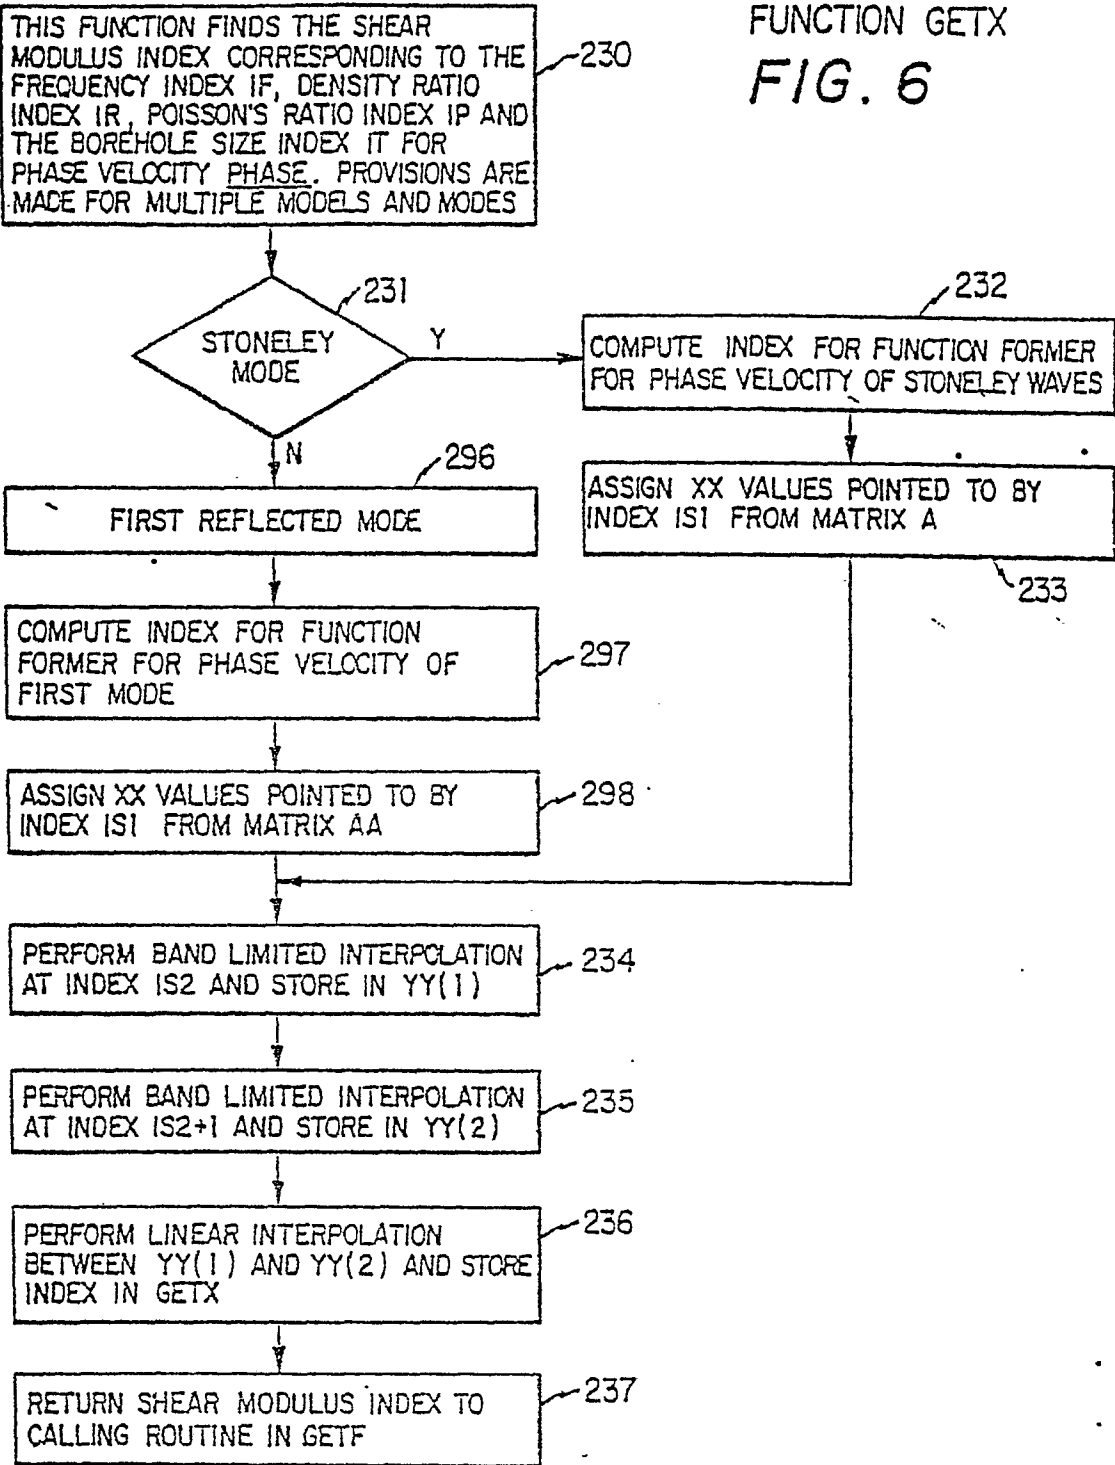 FUNCTION GETX
FIG. 6
THIS FUNCTION FINDS THE SHEAR
MODULUS INDEX CORRESPONDING TO THE
FREQUENCY INDEX IF, DENSITY RATIO
INDEX IR, POISSON'S RATIO INDEX IP AND
THE BOREHOLE SIZE INDEX IT FOR
PHASE VELOCITY PHASE. PROVISIONS ARE
MADE FOR MULTIPLE MODELS AND MODES
230
231
STONELEY
MODE
Y
N
232
COMPUTE INDEX FOR FUNCTION FORMER
FOR PHASE VELOCITY OF STONELEY WAVES
ASSIGN XX VALUES POINTED TO BY
INDEX IS1 FROM MATRIX A
233
296
FIRST REFLECTED MODE
COMPUTE INDEX FOR FUNCTION
FORMER FOR PHASE VELOCITY OF
FIRST MODE
297
ASSIGN XX VALUES POINTED TO BY
INDEX IS1 FROM MATRIX AA
298
PERFORM BAND LIMITED INTERPOLATION
AT INDEX IS2 AND STORE IN YY(1)
234
PERFORM BAND LIMITED INTERPOLATION
AT INDEX IS2+1 AND STORE IN YY(2)
235
PERFORM LINEAR INTERPOLATION
BETWEEN YY(1) AND YY(2) AND STORE
INDEX IN GETX
236
RETURN SHEAR MODULUS INDEX TO
CALLING ROUTINE IN GETF
237